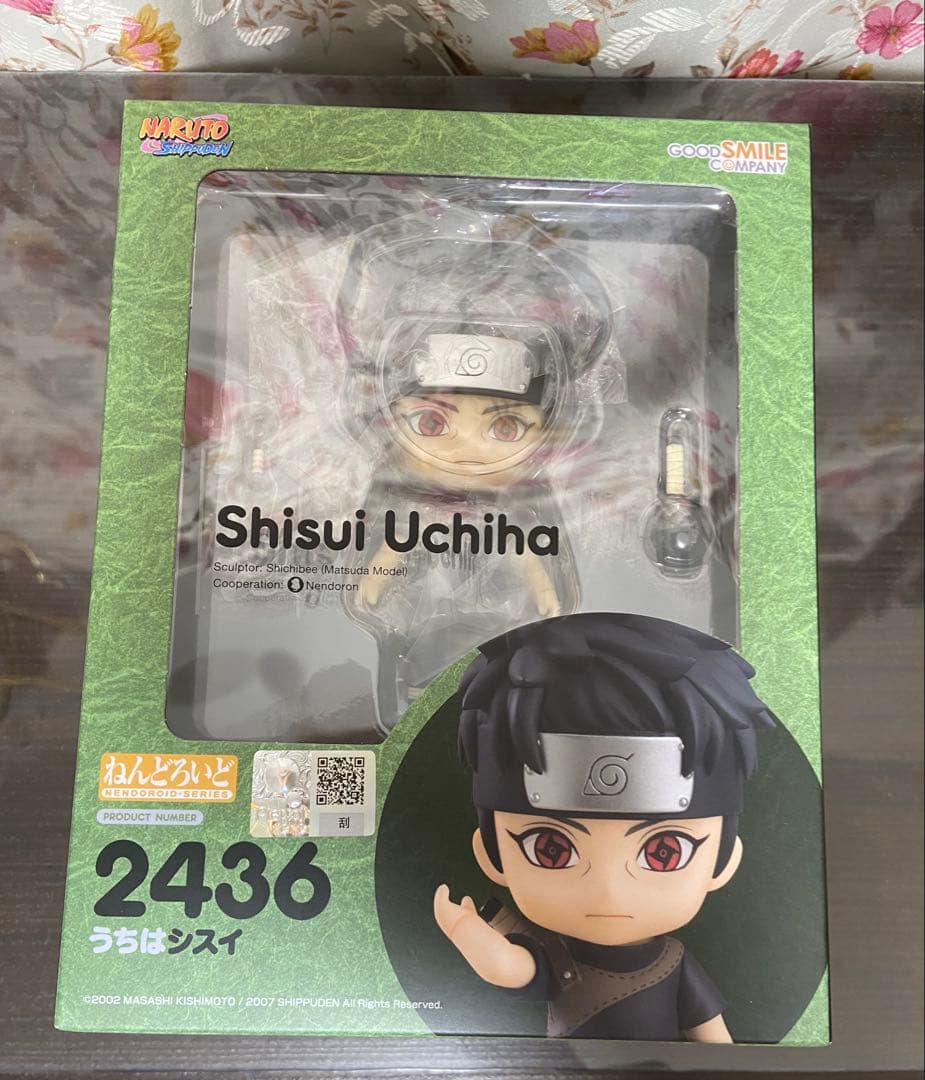 NARUTO
SHIPPUDEN
GOOD SMILE
COMPANY
Shisui Uchiha
Sculptor: Shichibee (Matsuda Model)
Cooperation: Nendoron
ねんどろいど
NENDOROID•SERIES
PRODUCT NUMBER
刮
2436
うちはシスイ
©2002 MASASHI KISHIMOTO / 2007 SHIPPUDEN All Rights Reserved.